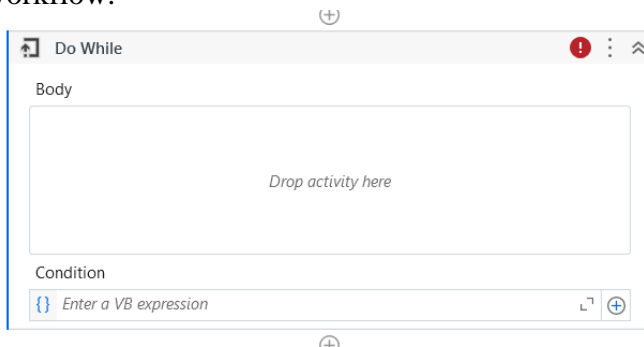 Do While
Body
Drop activity here
Condition
{} Enter a VB expression